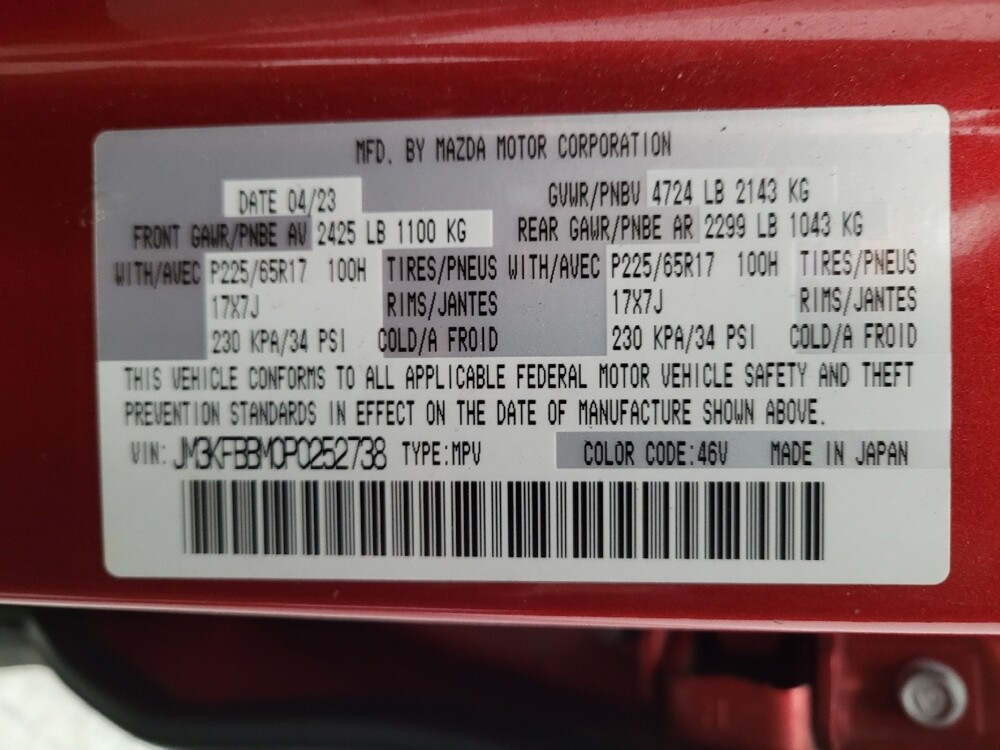 MFD. BY MAZDA MOTOR CORPORATION
DATE 04/23 GVWR/PNBV 4724 LB 2143 KG
FRONT GAWR/PNBE AV 2425 LB 1100 KG REAR GAWR/PNBE AR 2299 LB 1043 KG
WITH/AVEC P225/65R17 100H TIRES/PNEUS WITH/AVEC P225/65R17 100H TIRES/PNEUS
17X7J RIMS/JANTES 17X7J RIMS/JANTES
230 KPA/34 PSI COLD/A FROID 230 KPA/34 PSI COLD/A FROID
THIS VEHICLE CONFORMS TO ALL APPLICABLE FEDERAL MOTOR VEHICLE SAFETY AND THEFT
PREVENTION STANDARDS IN EFFECT ON THE DATE OF MANUFACTURE SHOWN ABOVE.
VIN: JM3KFBBM0P0252738 TYPE:MPV COLOR CODE:46V MADE IN JAPAN